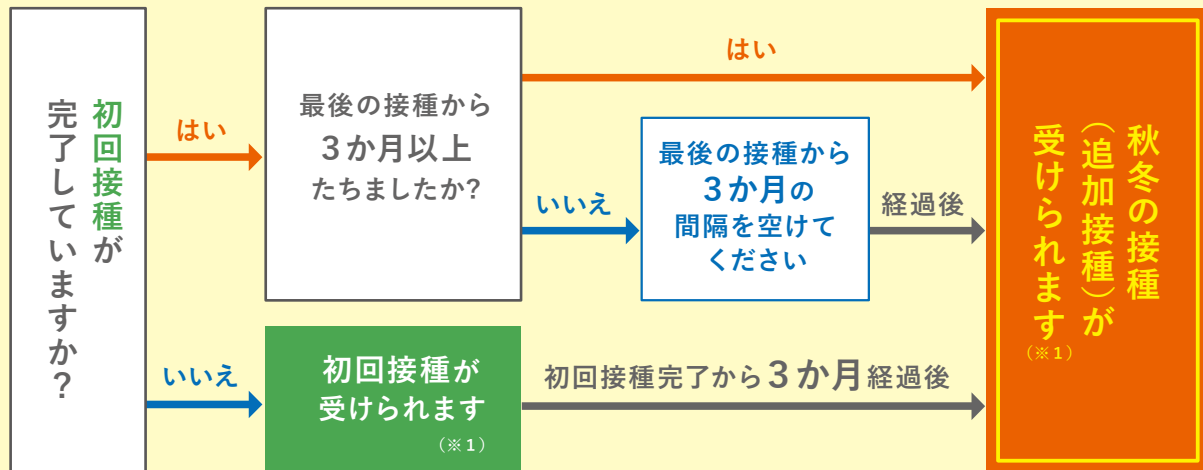 初回接種が
完了していますか？
はい
いいえ
最後の接種から
３か月以上
たちましたか？
はい
いいえ
最後の接種から
３か月の
間隔を空けて
ください
経過後
初回接種が
受けられます
（※１）
初回接種完了から３か月経過後
秋冬の接種
（追加接種）が
受けられます
（※１）